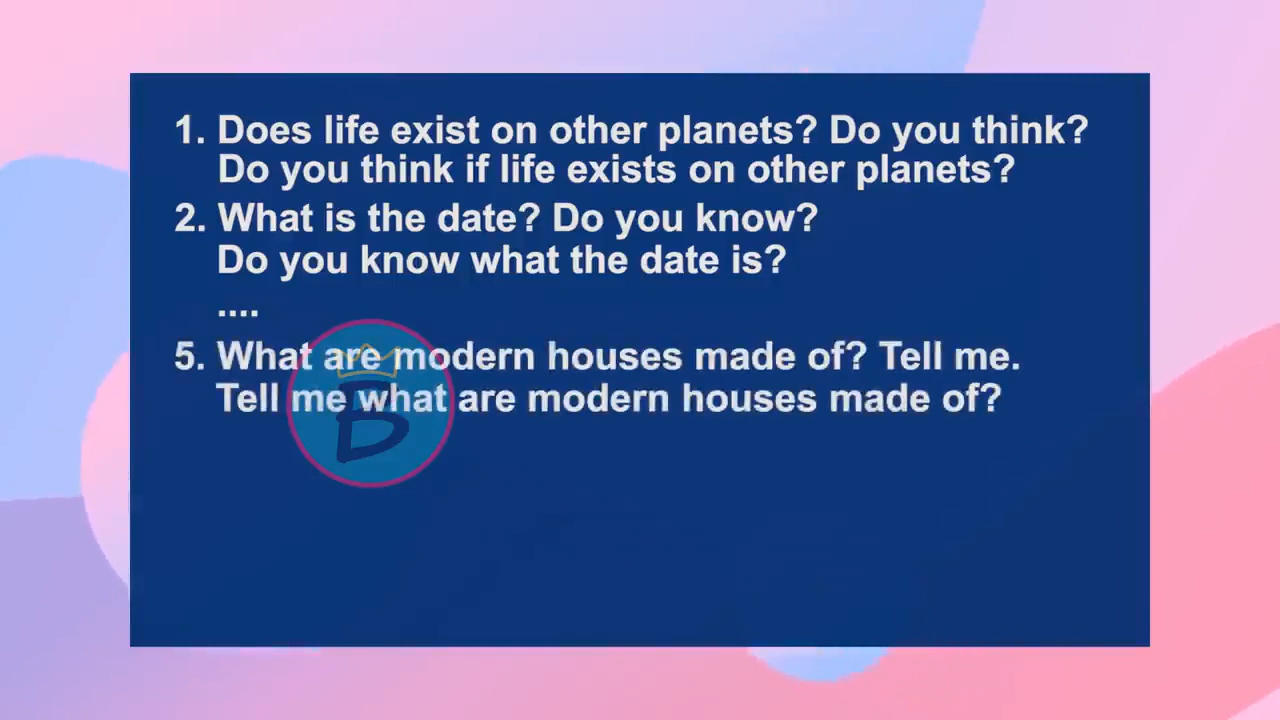 1. Does life exist on other planets? Do you think?
Do you think if life exists on other planets?
2. What is the date? Do you know?
Do you know what the date is?
....
5. What are modern houses made of? Tell me.
Tell me what are modern houses made of?
B